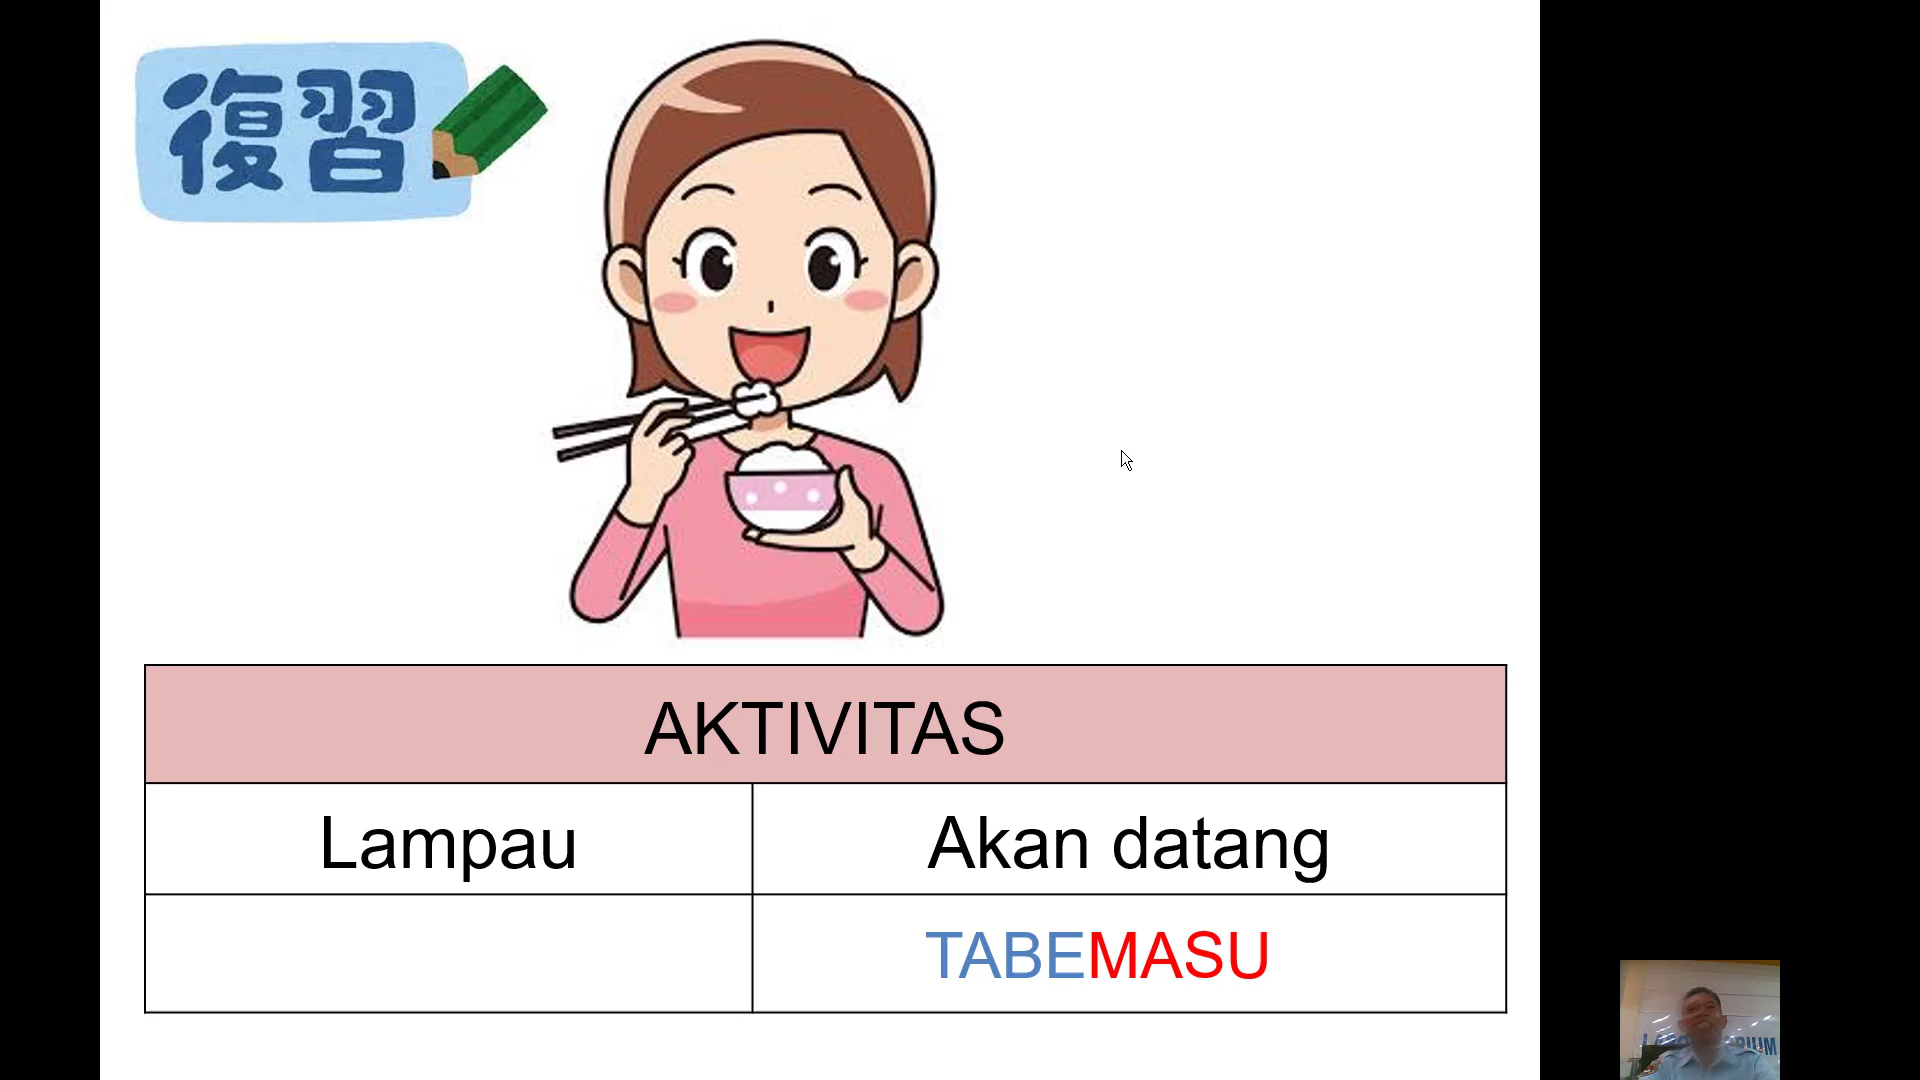 復習
AKTIVITAS
Lampau
Akan datang
TABEMASU